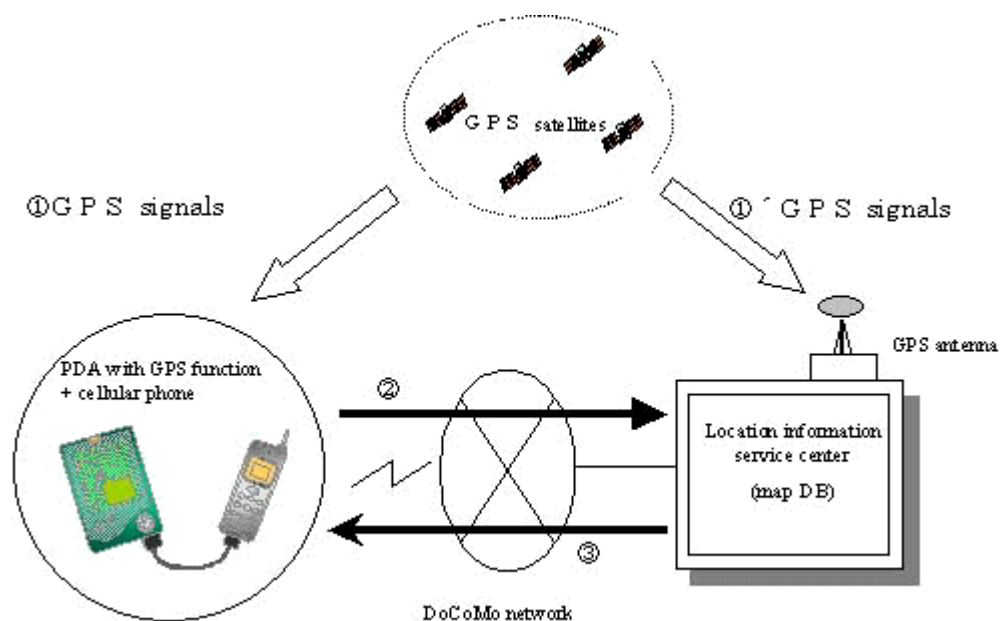 GPS satellites
①GPS signals
①´GPS signals
GPS antenna
PDA with GPS function
+ cellular phone
②
Location information
service center
(map DB)
③
DoCoMo network